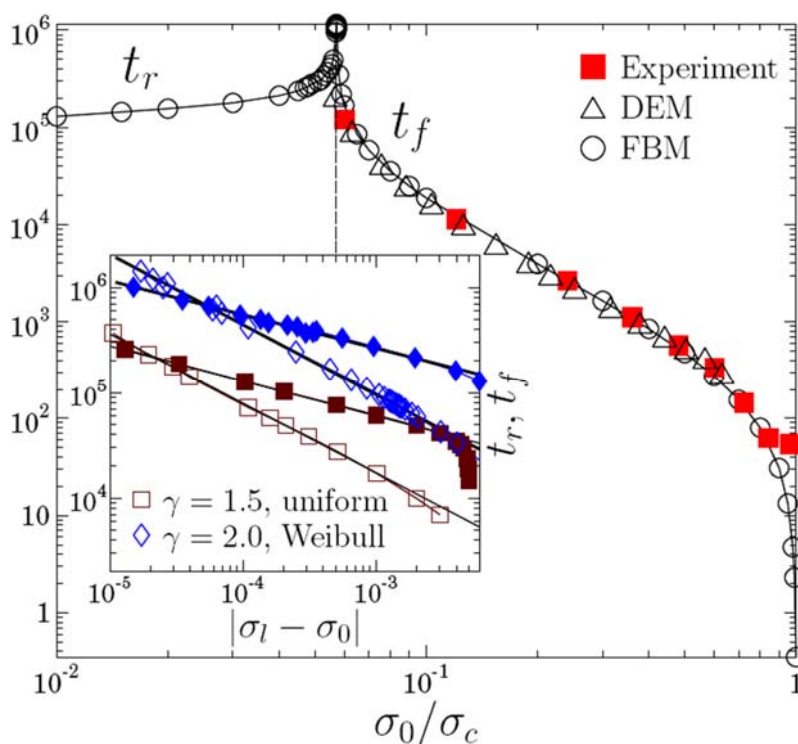 10^6
t_r
Experiment
DEM
FBM
10^5
t_f
10^4
10^6
10^3
10^5
t_r, t_f
10^2
10^4
γ = 1.5, uniform
10
γ = 2.0, Weibull
10^-5 10^-4 10^-3
1
|σ_l − σ_0|
10^-2 10^-1 1
σ_0/σ_c